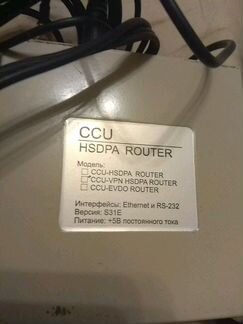 CCU
HSDPA ROUTER
Модель:
CCU-HSDPA ROUTER
CCU-VPN HSDPA ROUTER
CCU-EVDO ROUTER
Интерфейсы: Ethernet и RS-232
Версия: S31E
Питание: +5В постоянного тока